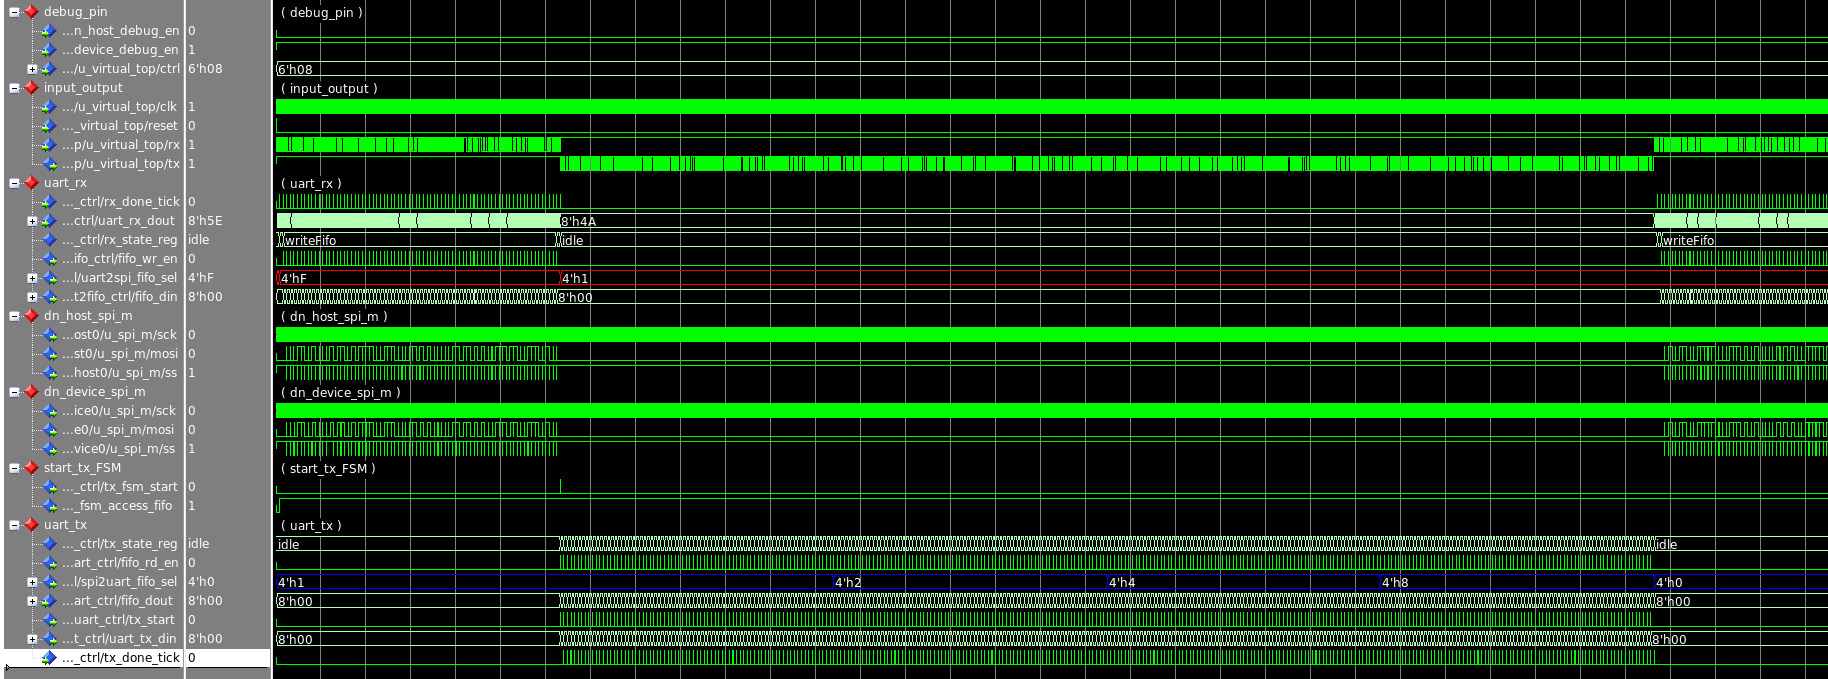 debug_pin ( debug_pin )
...n_host_debug_en 0
...device_debug_en 1
.../u_virtual_top/ctrl 6'h08 6'h08
input_output ( input_output )
.../u_virtual_top/clk 1
..._virtual_top/reset 0
...p/u_virtual_top/rx 1
...p/u_virtual_top/tx 1
uart_rx ( uart_rx )
..._ctrl/rx_done_tick 0
...ctrl/uart_rx_dout 8'h5E 8'h4A
..._ctrl/rx_state_reg idle writeFifo idle writeFifo
...ifo_ctrl/fifo_wr_en 0
...l/uart2spi_fifo_sel 4'hF 4'hF 4'h1
...t2fifo_ctrl/fifo_din 8'h00 8'h00
dn_host_spi_m ( dn_host_spi_m )
...ost0/u_spi_m/sck 0
...st0/u_spi_m/mosi 0
...host0/u_spi_m/ss 1
dn_device_spi_m ( dn_device_spi_m )
...ice0/u_spi_m/sck 0
...e0/u_spi_m/mosi 0
...vice0/u_spi_m/ss 1
start_tx_FSM ( start_tx_FSM )
..._ctrl/tx_fsm_start 0
..._fsm_access_fifo 1
uart_tx ( uart_tx )
..._ctrl/tx_state_reg idle idle idle
...art_ctrl/fifo_rd_en 0
...l/spi2uart_fifo_sel 4'h0 4'h1 4'h2 4'h4 4'h8 4'h0
...art_ctrl/fifo_dout 8'h00 8'h00 8'h00
...uart_ctrl/tx_start 0
...t_ctrl/uart_tx_din 8'h00 8'h00 8'h00
..._ctrl/tx_done_tick 0